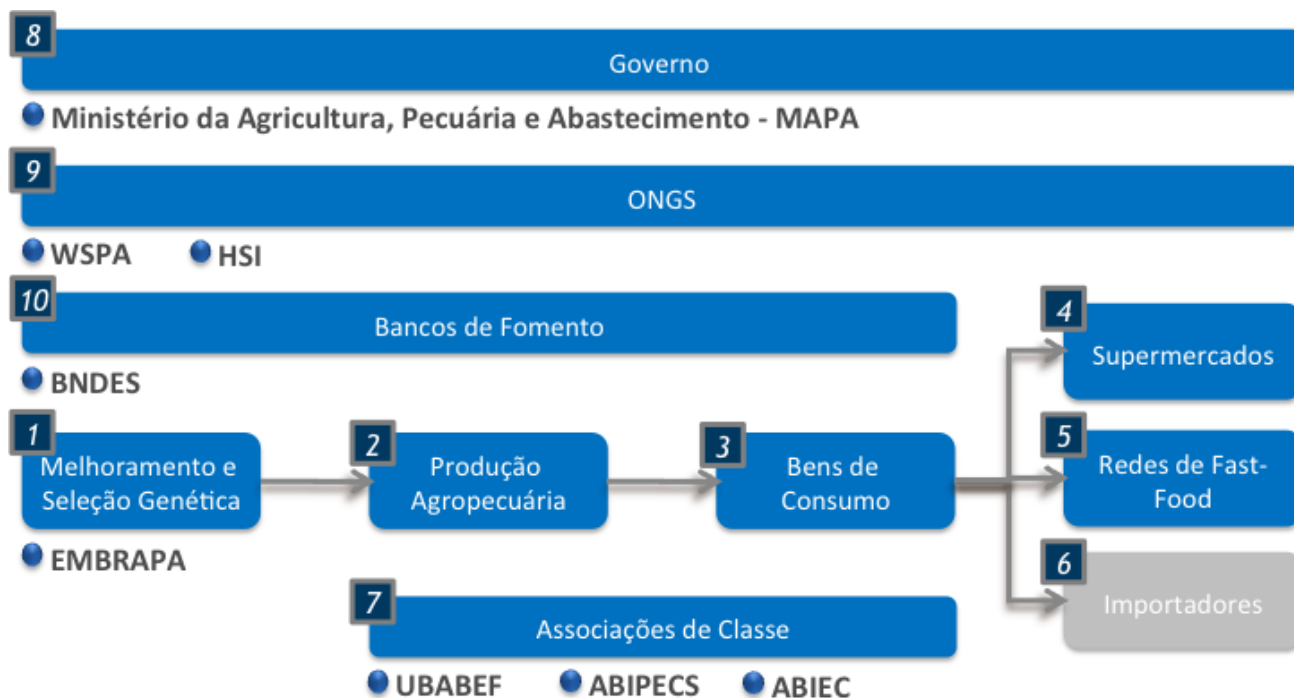 8
Governo
Ministério da Agricultura, Pecuária e Abastecimento - MAPA
9
ONGS
WSPA HSI
10
Bancos de Fomento
BNDES
4
Supermercados
1
Melhoramento e
Seleção Genética
EMBRAPA
2
Produção
Agropecuária
3
Bens de
Consumo
5
Redes de Fast-
Food
6
Importadores
7
Associações de Classe
UBABEF ABIPECS ABIEC